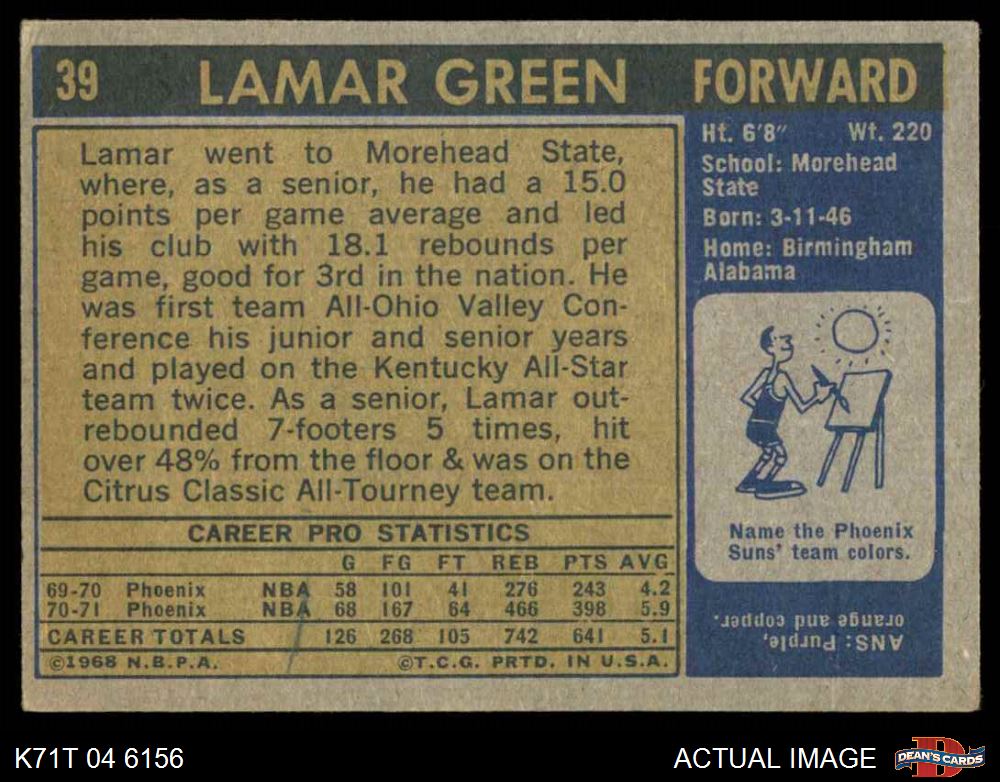 39 LAMAR GREEN FORWARD
Lamar went to Morehead State,
where, as a senior, he had a 15.0
points per game average and led
his club with 18.1 rebounds per
game, good for 3rd in the nation. He
was first team All-Ohio Valley Con-
ference his junior and senior years
and played on the Kentucky All-Star
team twice. As a senior, Lamar out-
rebounded 7-footers 5 times, hit
over 48% from the floor & was on the
Citrus Classic All-Tourney team.
CAREER PRO STATISTICS
G FG FT REB PTS AVG
69-70 Phoenix NBA 58 101 41 276 243 4.2
70-71 Phoenix NBA 68 167 64 466 398 5.9
CAREER TOTALS 126 268 105 742 641 5.1
©1968 N.B.P.A. ©T.C.G. PRTD. IN U.S.A.
Ht. 6'8" Wt. 220
School: Morehead
State
Born: 3-11-46
Home: Birmingham
Alabama
Name the Phoenix
Suns' team colors.
ANS: Purple,
orange and copper.
K71T 04 6156
ACTUAL IMAGE
D
DEAN'S CARDS